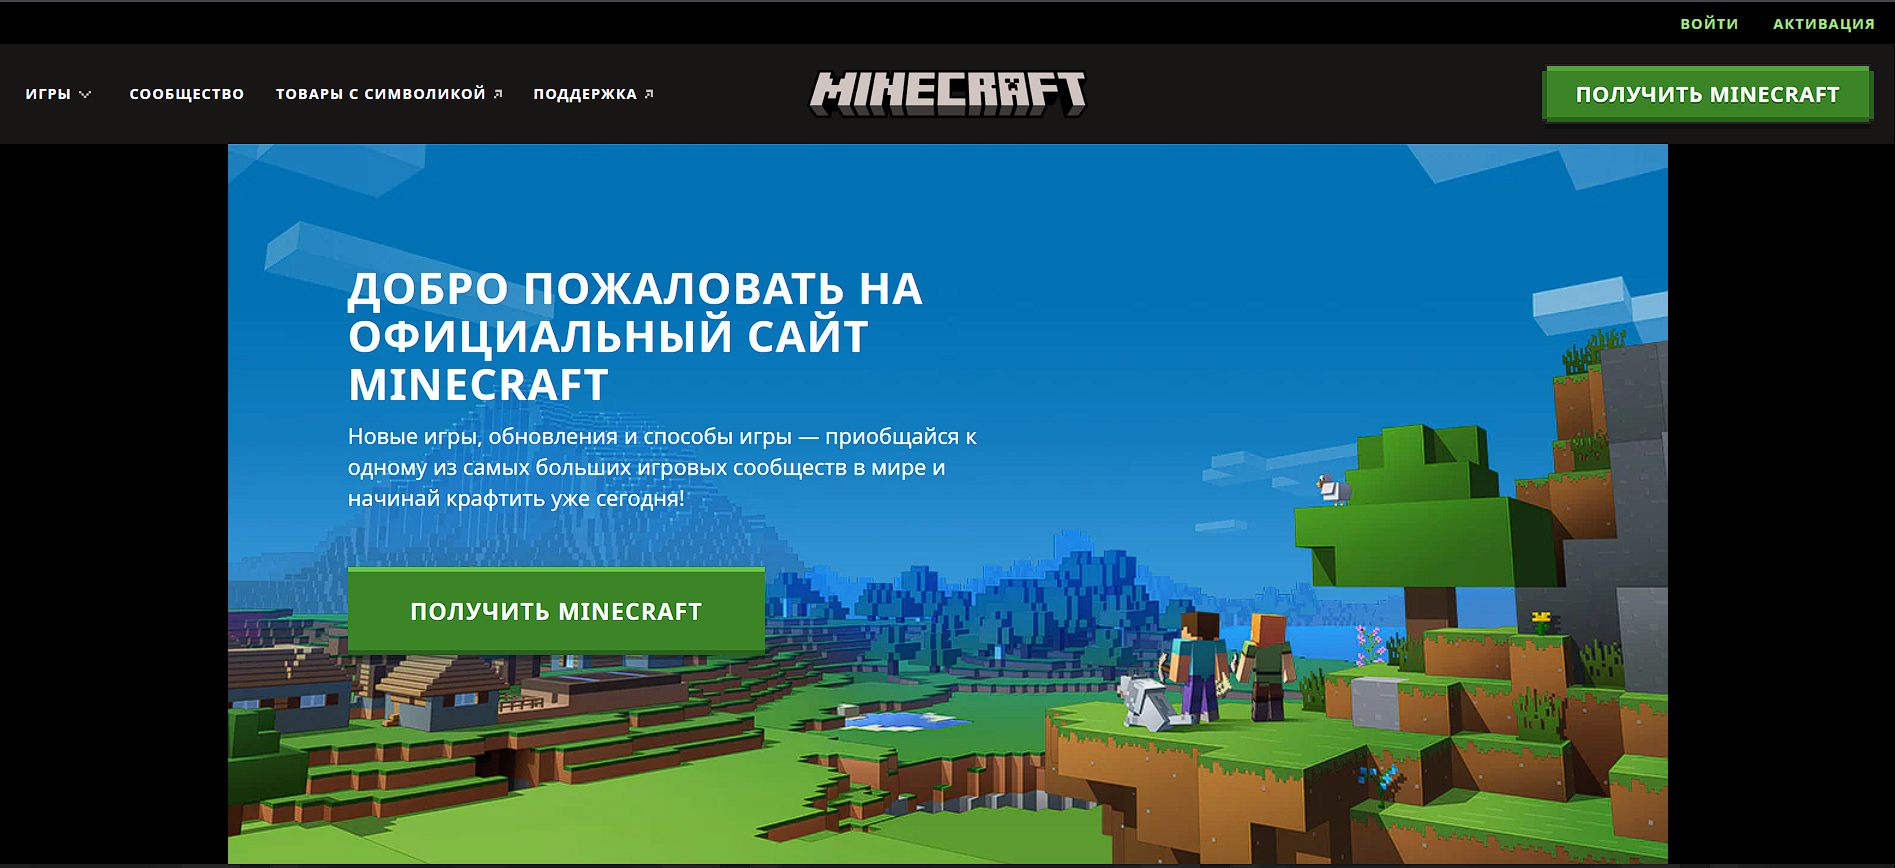 ВОЙТИ АКТИВАЦИЯ
ИГРЫ СООБЩЕСТВО ТОВАРЫ С СИМВОЛИКОЙ ПОДДЕРЖКА MINECRAFT ПОЛУЧИТЬ MINECRAFT
ДОБРО ПОЖАЛОВАТЬ НА
ОФИЦИАЛЬНЫЙ САЙТ
MINECRAFT
Новые игры, обновления и способы игры — приобщайся к
одному из самых больших игровых сообществ в мире и
начинай крафтить уже сегодня!
ПОЛУЧИТЬ MINECRAFT